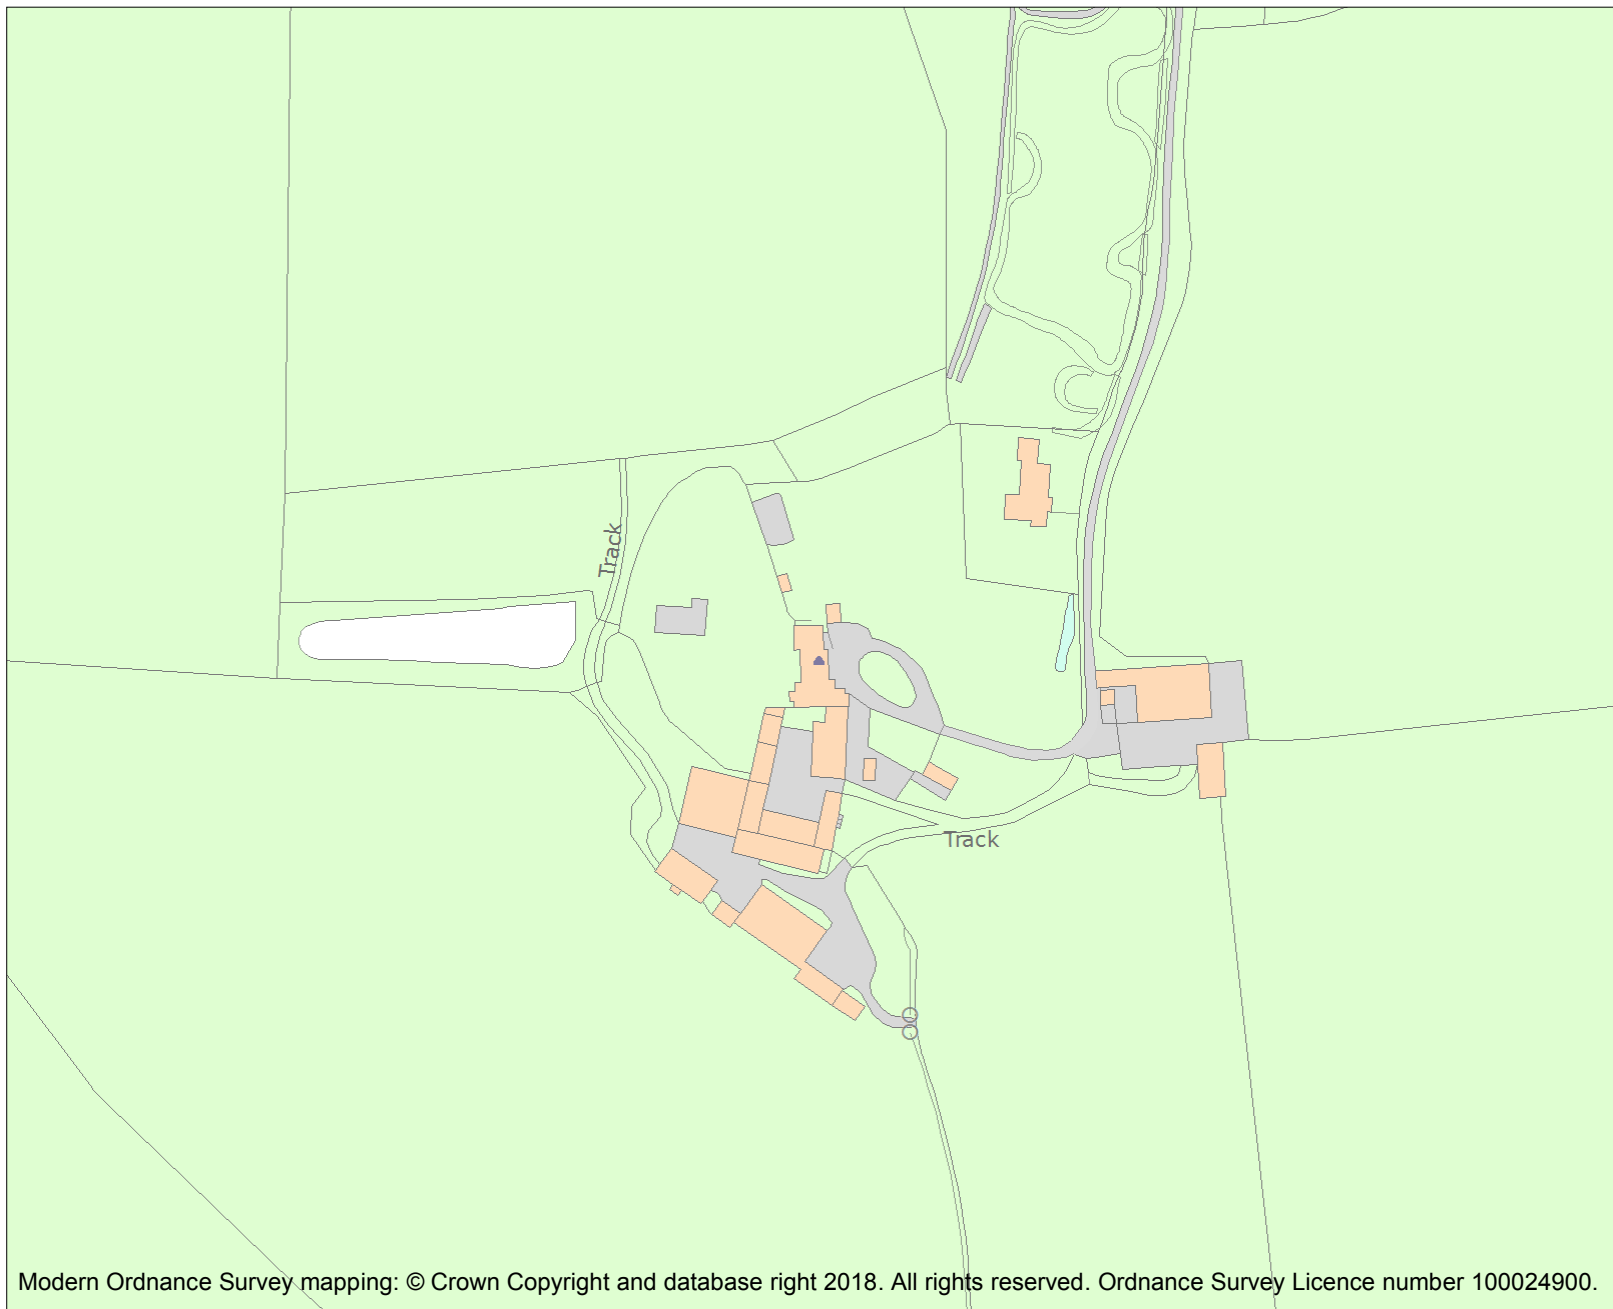 Track
Track
Modern Ordnance Survey mapping: © Crown Copyright and database right 2018. All rights reserved. Ordnance Survey Licence number 100024900.